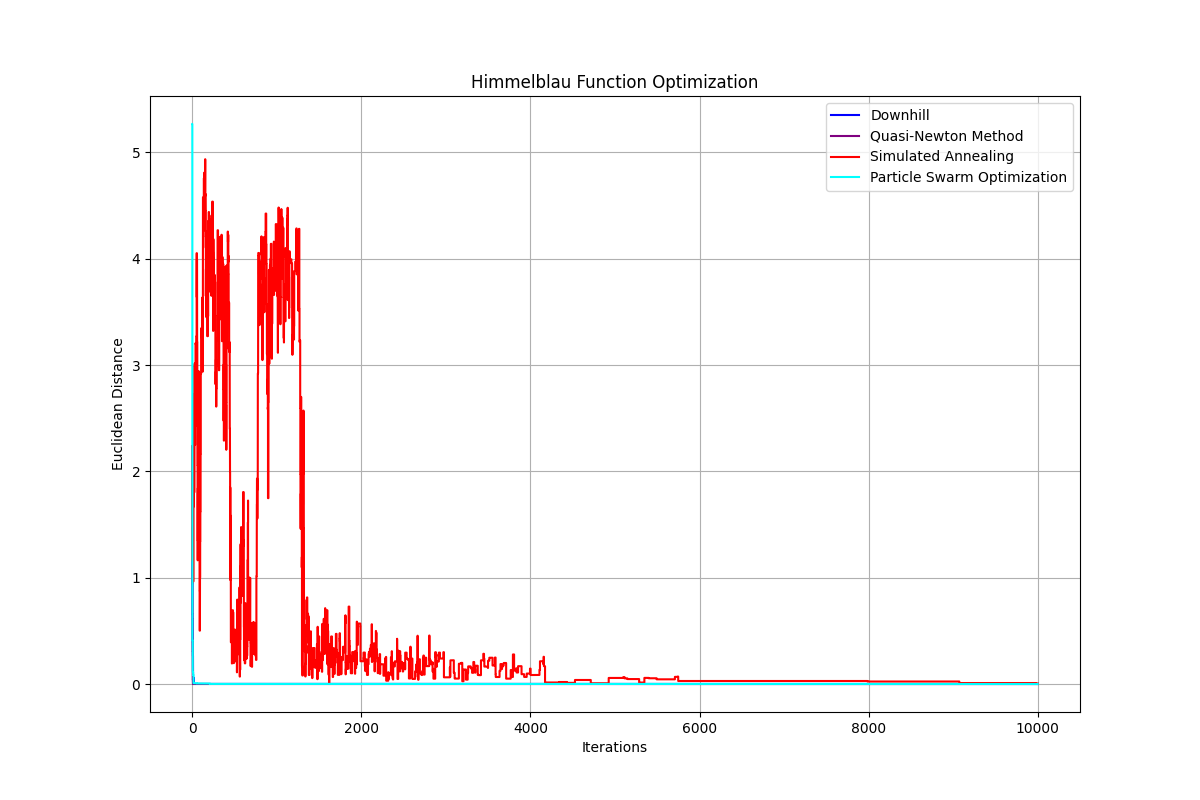 Himmelblau Function Optimization
Downhill
Quasi-Newton Method
Simulated Annealing
Particle Swarm Optimization
5
4
3
2
1
0
Euclidean Distance
0 2000 4000 6000 8000 10000
Iterations